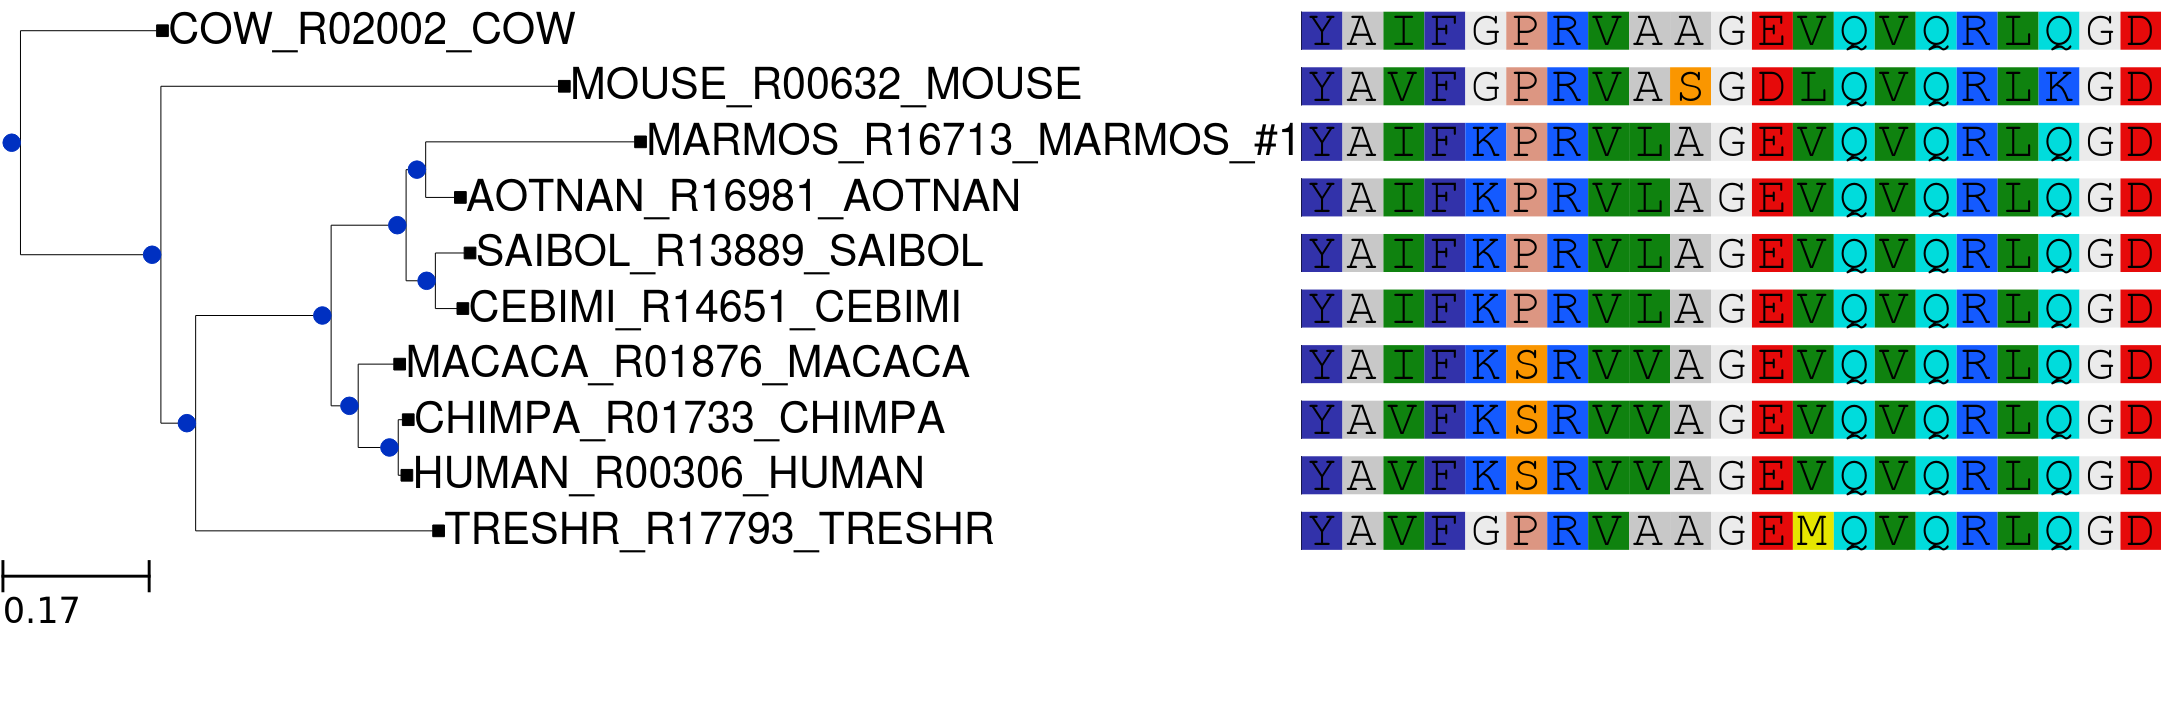 COW_R02002_COW YAIFGPRVAAGEVQVQRLQGD
MOUSE_R00632_MOUSE YAVFGPRVASGDLQVQRLKGD
MARMOS_R16713_MARMOS_#1 YAIFKPRVLAGEVQVQRLQGD
AOTNAN_R16981_AOTNAN YAIFKPRVLAGEVQVQRLQGD
SAIBOL_R13889_SAIBOL YAIFKPRVLAGEVQVQRLQGD
CEBIMI_R14651_CEBIMI YAIFKPRVLAGEVQVQRLQGD
MACACA_R01876_MACACA YAIFKSRVVAGEVQVQRLQGD
CHIMPA_R01733_CHIMPA YAVFKSRVVAGEVQVQRLQGD
HUMAN_R00306_HUMAN YAVFKSRVVAGEVQVQRLQGD
TRESHR_R17793_TRESHR YAVFGPRVAAGEMQVQRLQGD
0.17